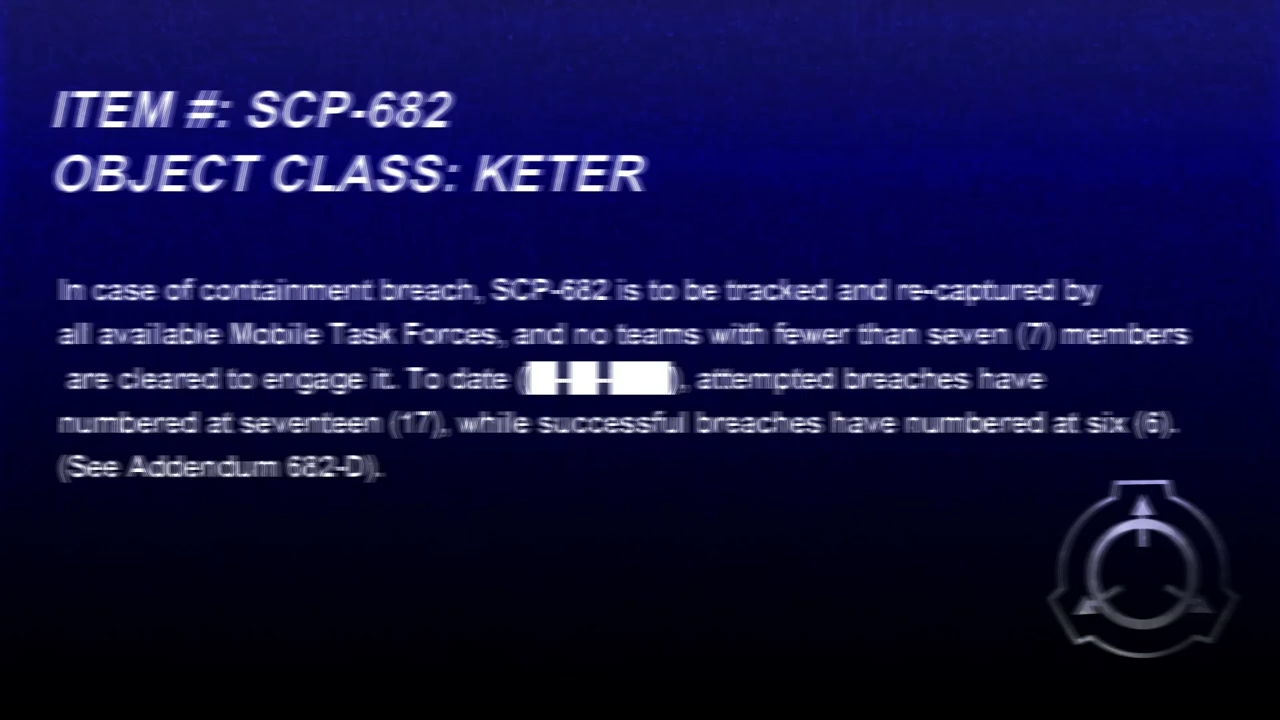 ITEM #: SCP-682
OBJECT CLASS: KETER
In case of containment breach, SCP-682 is to be tracked and re-captured by
all available Mobile Task Forces, and no teams with fewer than seven (7) members
are cleared to engage it. To date (█-█-██), attempted breaches have
numbered at seventeen (17), while successful breaches have numbered at six (6).
(See Addendum 682-D).